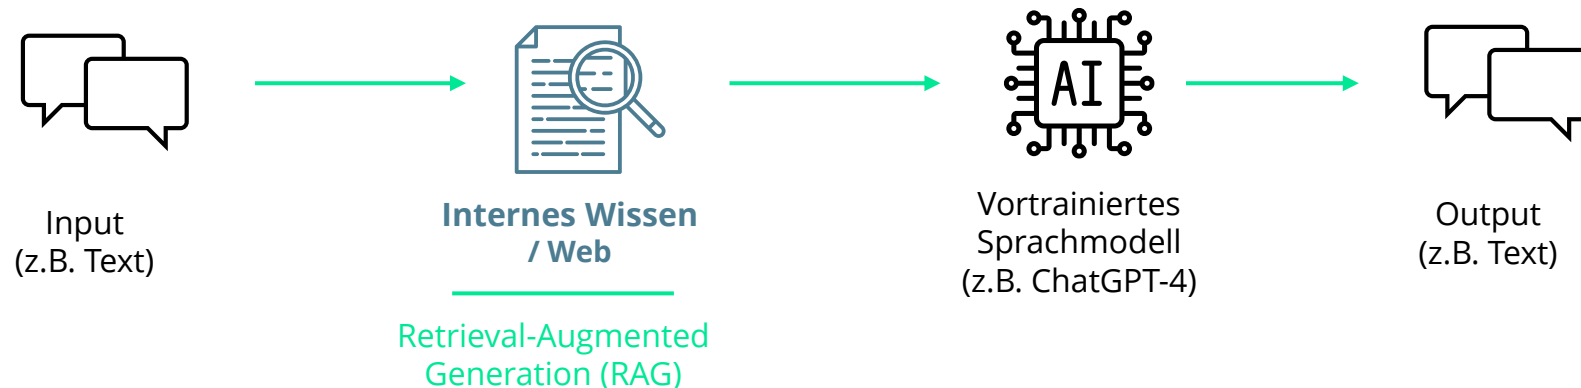 Input
(z.B. Text)
Internes Wissen
/ Web
Retrieval-Augmented
Generation (RAG)
AI
Vortrainiertes
Sprachmodell
(z.B. ChatGPT-4)
Output
(z.B. Text)